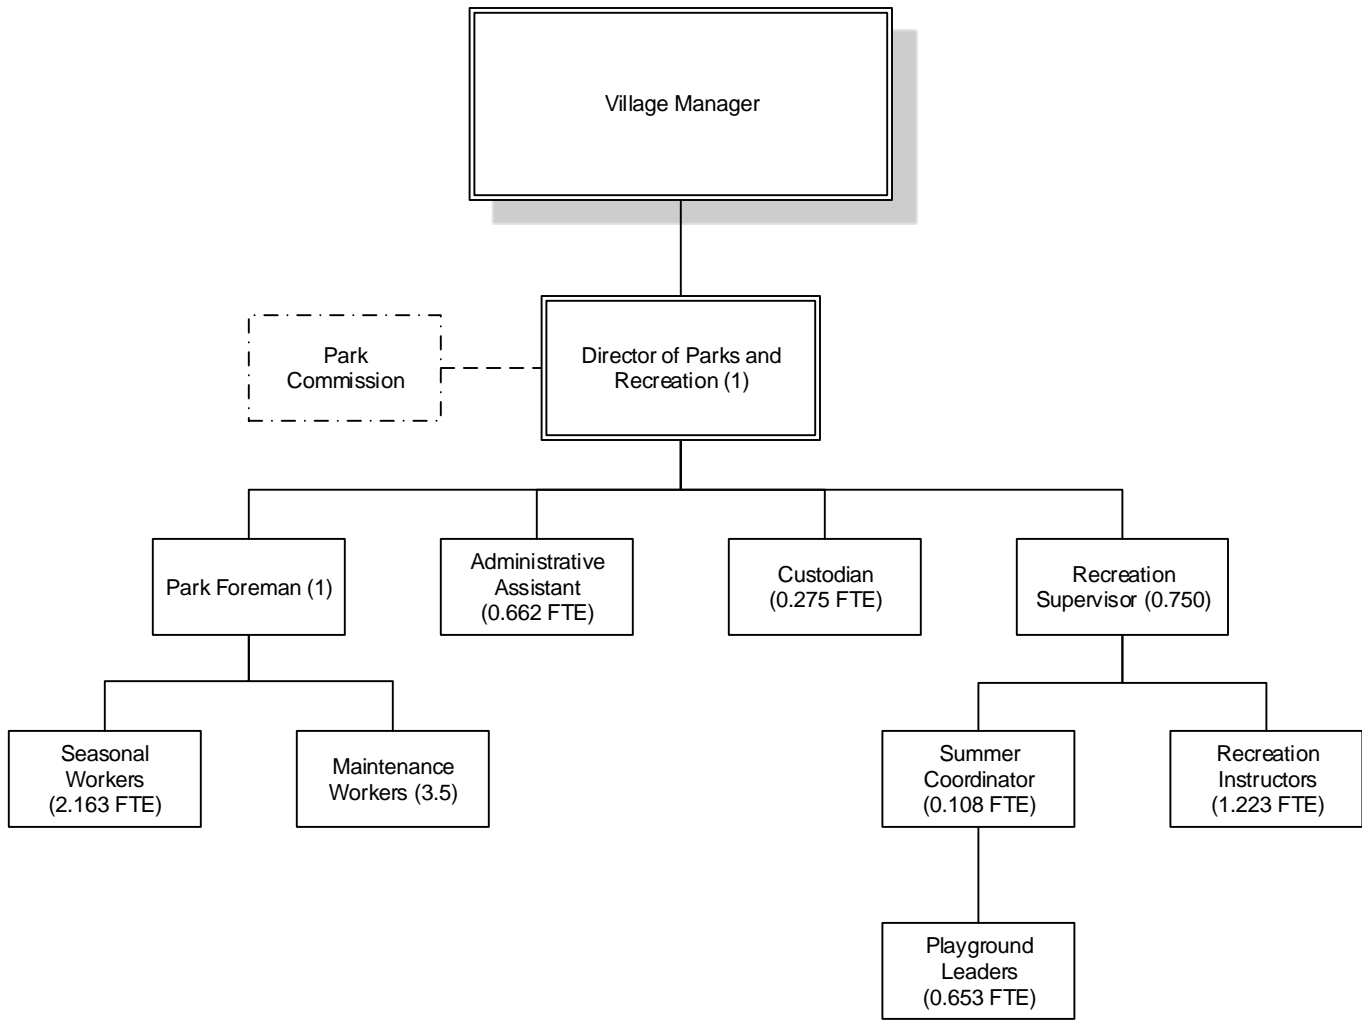 Village Manager
Park
Commission
Director of Parks and
Recreation (1)
Park Foreman (1)
Administrative
Assistant
(0.662 FTE)
Custodian
(0.275 FTE)
Recreation
Supervisor (0.750)
Seasonal
Workers
(2.163 FTE)
Maintenance
Workers (3.5)
Summer
Coordinator
(0.108 FTE)
Recreation
Instructors
(1.223 FTE)
Playground
Leaders
(0.653 FTE)